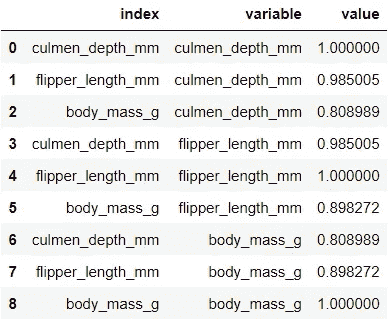 index variable value
0 culmen_depth_mm culmen_depth_mm 1.000000
1 flipper_length_mm culmen_depth_mm 0.985005
2 body_mass_g culmen_depth_mm 0.808989
3 culmen_depth_mm flipper_length_mm 0.985005
4 flipper_length_mm flipper_length_mm 1.000000
5 body_mass_g flipper_length_mm 0.898272
6 culmen_depth_mm body_mass_g 0.808989
7 flipper_length_mm body_mass_g 0.898272
8 body_mass_g body_mass_g 1.000000